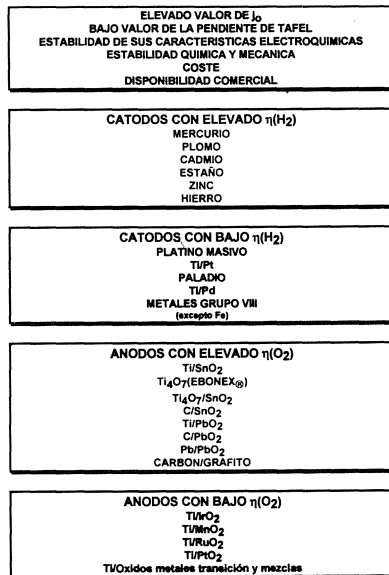 ELEVADO VALOR DE j₀
BAJO VALOR DE LA PENDIENTE DE TAFEL
ESTABILIDAD DE SUS CARACTERISTICAS ELECTROQUIMICAS
ESTABILIDAD QUIMICA Y MECANICA
COSTE
DISPONIBILIDAD COMERCIAL
CATODOS CON ELEVADO η(H₂)
MERCURIO
PLOMO
CADMIO
ESTAÑO
ZINC
HIERRO
CATODOS CON BAJO η(H₂)
PLATINO MASIVO
Ti/Pt
PALADIO
Ti/Pd
METALES GRUPO VIII
(excepto Fe)
ANODOS CON ELEVADO η(O₂)
Ti/SnO₂
Ti₄O₇(EBONEX®)
Ti₄O₇/SnO₂
C/SnO₂
Ti/PbO₂
C/PbO₂
Pb/PbO₂
CARBON/GRAFITO
ANODOS CON BAJO η(O₂)
Ti/IrO₂
Ti/MnO₂
Ti/RuO₂
Ti/PtO₂
Ti/Oxidos metales transición y mezclas